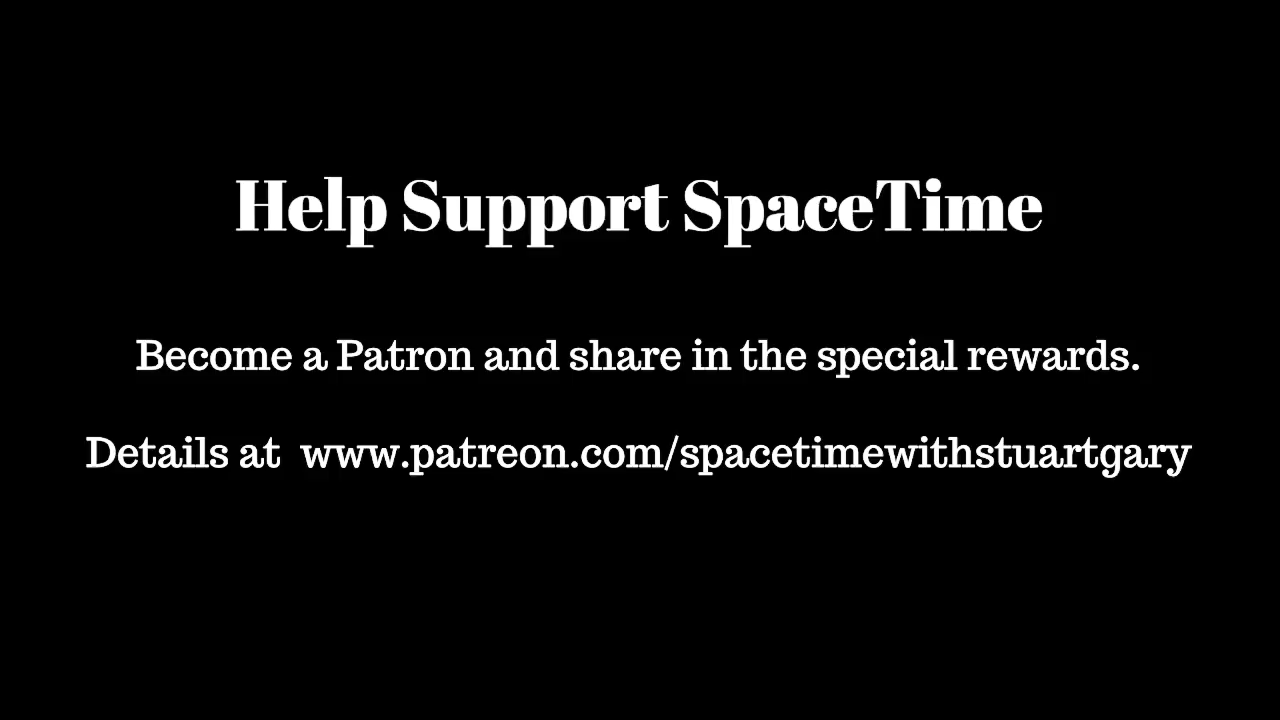 Help Support SpaceTime
Become a Patron and share in the special rewards.
Details at  www.patreon.com/spacetimewithstuartgary